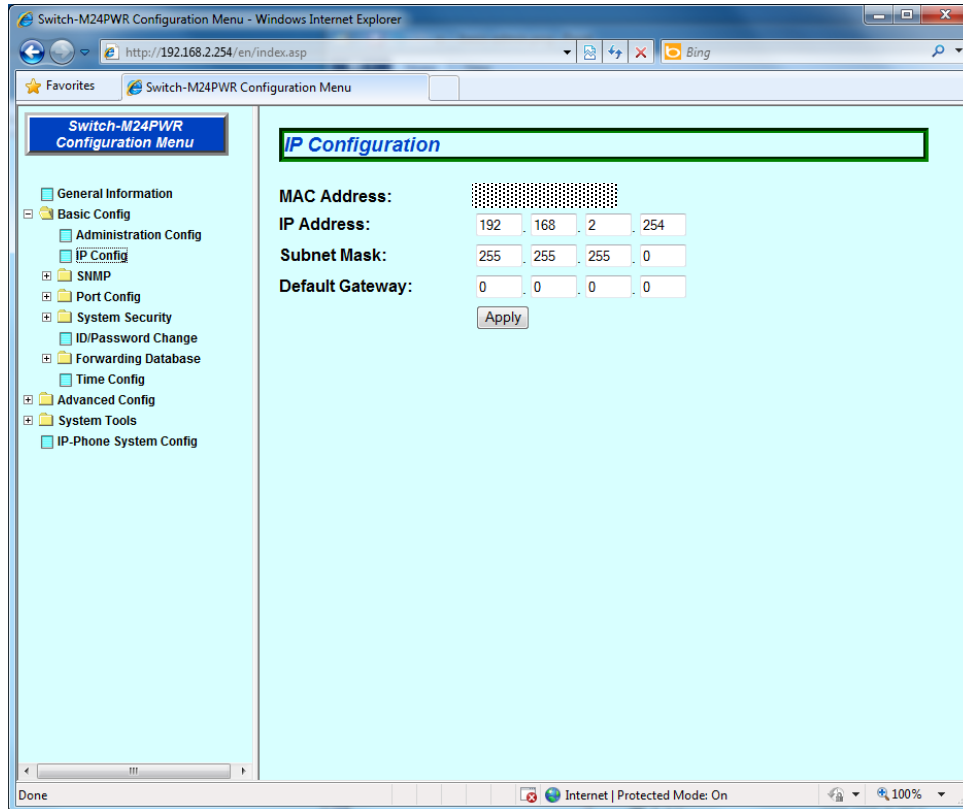 Switch-M24PWR Configuration Menu - Windows Internet Explorer
http://192.168.2.254/en/index.asp
Bing
Favorites
Switch-M24PWR Configuration Menu
Switch-M24PWR
Configuration Menu
General Information
Basic Config
Administration Config
IP Config
SNMP
Port Config
System Security
ID/Password Change
Forwarding Database
Time Config
Advanced Config
System Tools
IP-Phone System Config
IP Configuration
MAC Address:
IP Address: 192 . 168 . 2 . 254
Subnet Mask: 255 . 255 . 255 . 0
Default Gateway: 0 . 0 . 0 . 0
Apply
Done
Internet | Protected Mode: On
100%